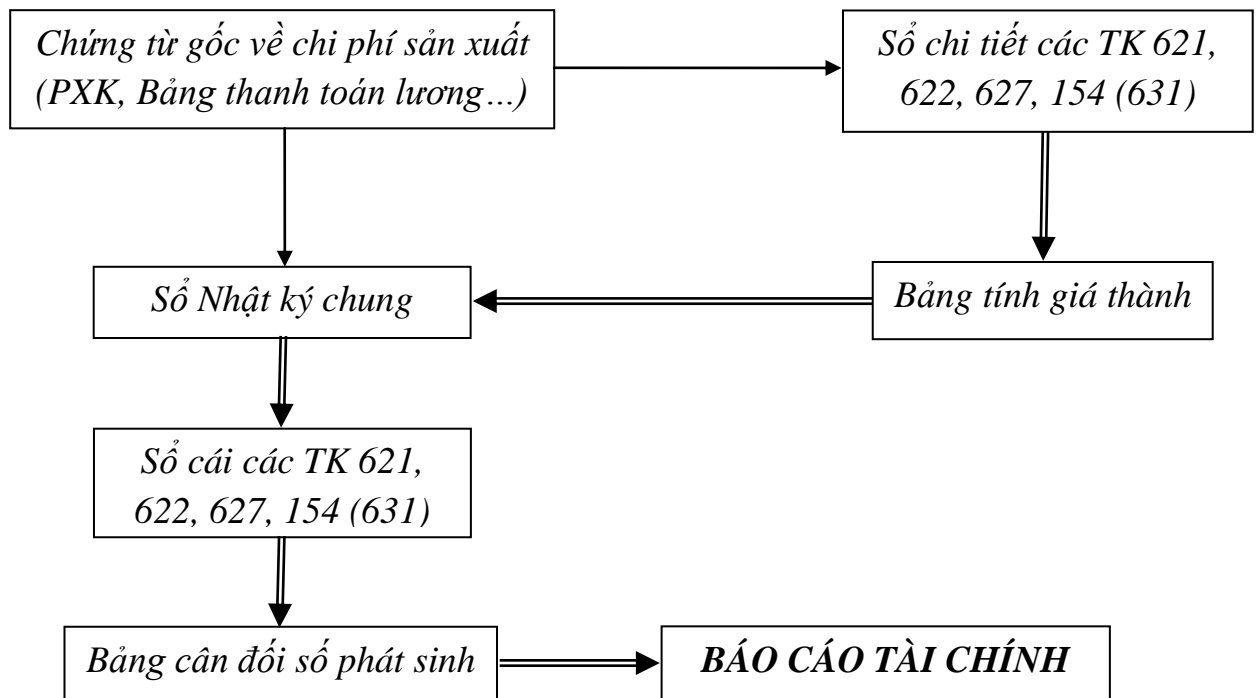 Chứng từ gốc về chi phí sản xuất
(PXK, Bảng thanh toán lương…)
Sổ chi tiết các TK 621,
622, 627, 154 (631)
Sổ Nhật ký chung
Bảng tính giá thành
Sổ cái các TK 621,
622, 627, 154 (631)
Bảng cân đối số phát sinh
BÁO CÁO TÀI CHÍNH